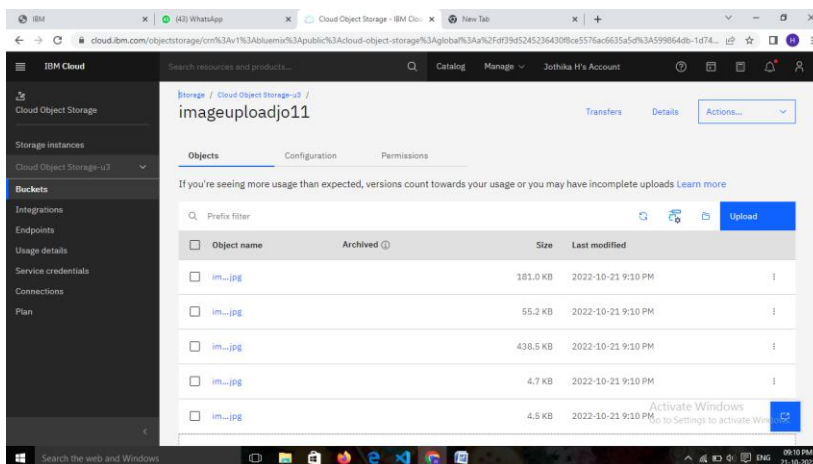 IBM
(43) WhatsApp
Cloud Object Storage - IBM Clou
New Tab
cloud.ibm.com/objectstorage/crn%3Av1%3Abluemix%3Apublic%3Acloud-object-storage%3Aglobal%3Aa%2Fdf39d5245236430f8ce5576ac6635a5d%3A599864db-1d74...
H
IBM Cloud
Search resources and products...
Catalog
Manage
Jothika H's Account
Cloud Object Storage
Storage instances
Cloud Object Storage-u3
Buckets
Integrations
Endpoints
Usage details
Service credentials
Connections
Plan
Storage / Cloud Object Storage-u3 /
imageuploadjo11
Transfers Details Actions...
Objects Configuration Permissions
If you're seeing more usage than expected, versions count towards your usage or you may have incomplete uploads Learn more
Prefix filter Upload
Object name Archived Size Last modified
im...jpg 181.0 KB 2022-10-21 9:10 PM
im...jpg 55.2 KB 2022-10-21 9:10 PM
im...jpg 438.5 KB 2022-10-21 9:10 PM
im...jpg 4.7 KB 2022-10-21 9:10 PM
im...jpg 4.5 KB 2022-10-21 9:10 PM
Activate Windows
Go to Settings to activate Win
Search the web and Windows
ENG
09:10 PM
21-10-202